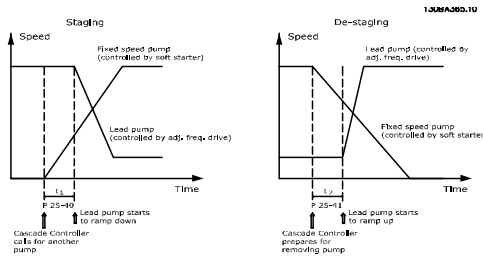 130BA365.10
Staging
Speed
Fixed speed pump
(controlled by soft starter)
Lead pump
(controlled by adj. freq. drive)
Time
t1
P 25-40
Lead pump starts
to ramp down
Cascade Controller
calls for another
pump
De-staging
Speed
Lead pump (controlled by
adj. freq. drive)
Fixed speed pump
(controlled by soft starter
Time
t2
P 25-41
Lead pump starts
to ramp up
Cascade Controller
prepares for
removing pump